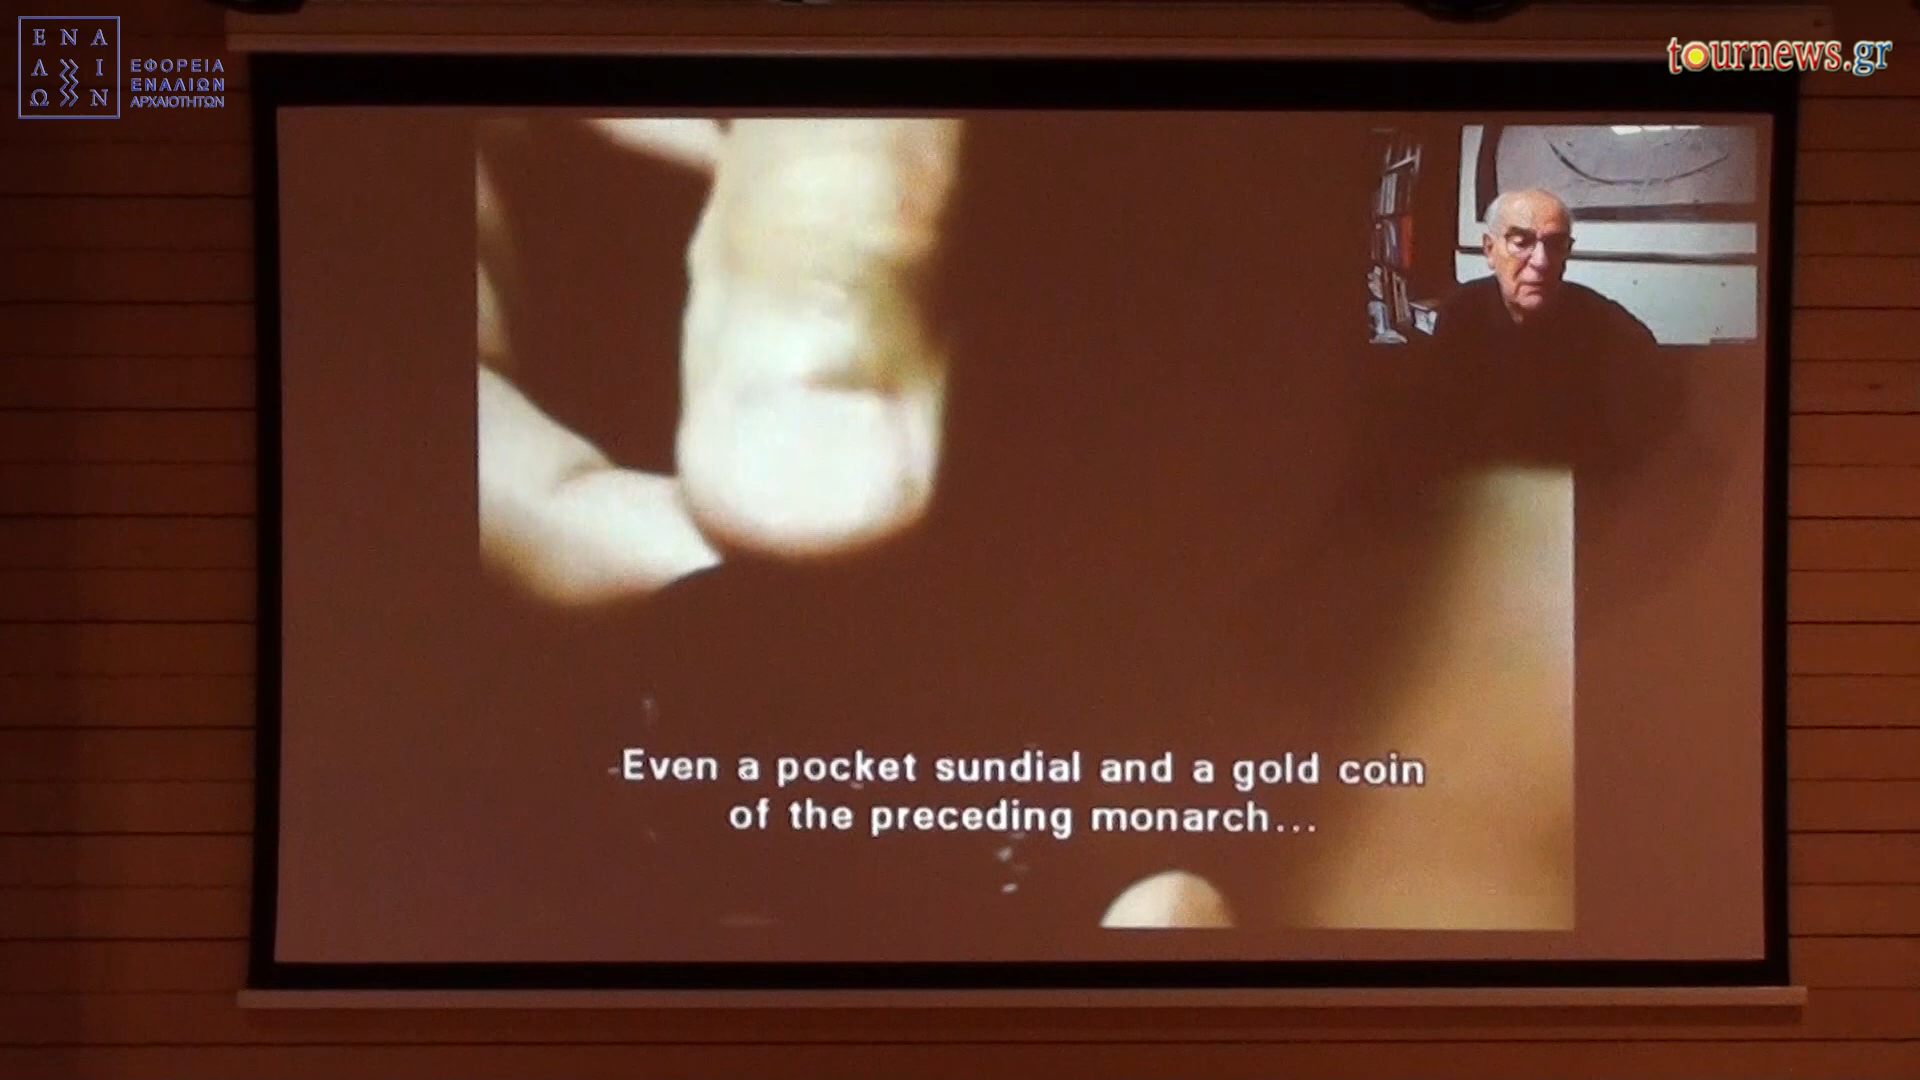 ΕΝΑ
ΛΙ
ΩΝ
ΕΦΟΡΕΙΑ
ΕΝΑΛΙΩΝ
ΑΡΧΑΙΟΤΗΤΩΝ
tournews.gr
Even a pocket sundial and a gold coin
of the preceding monarch...